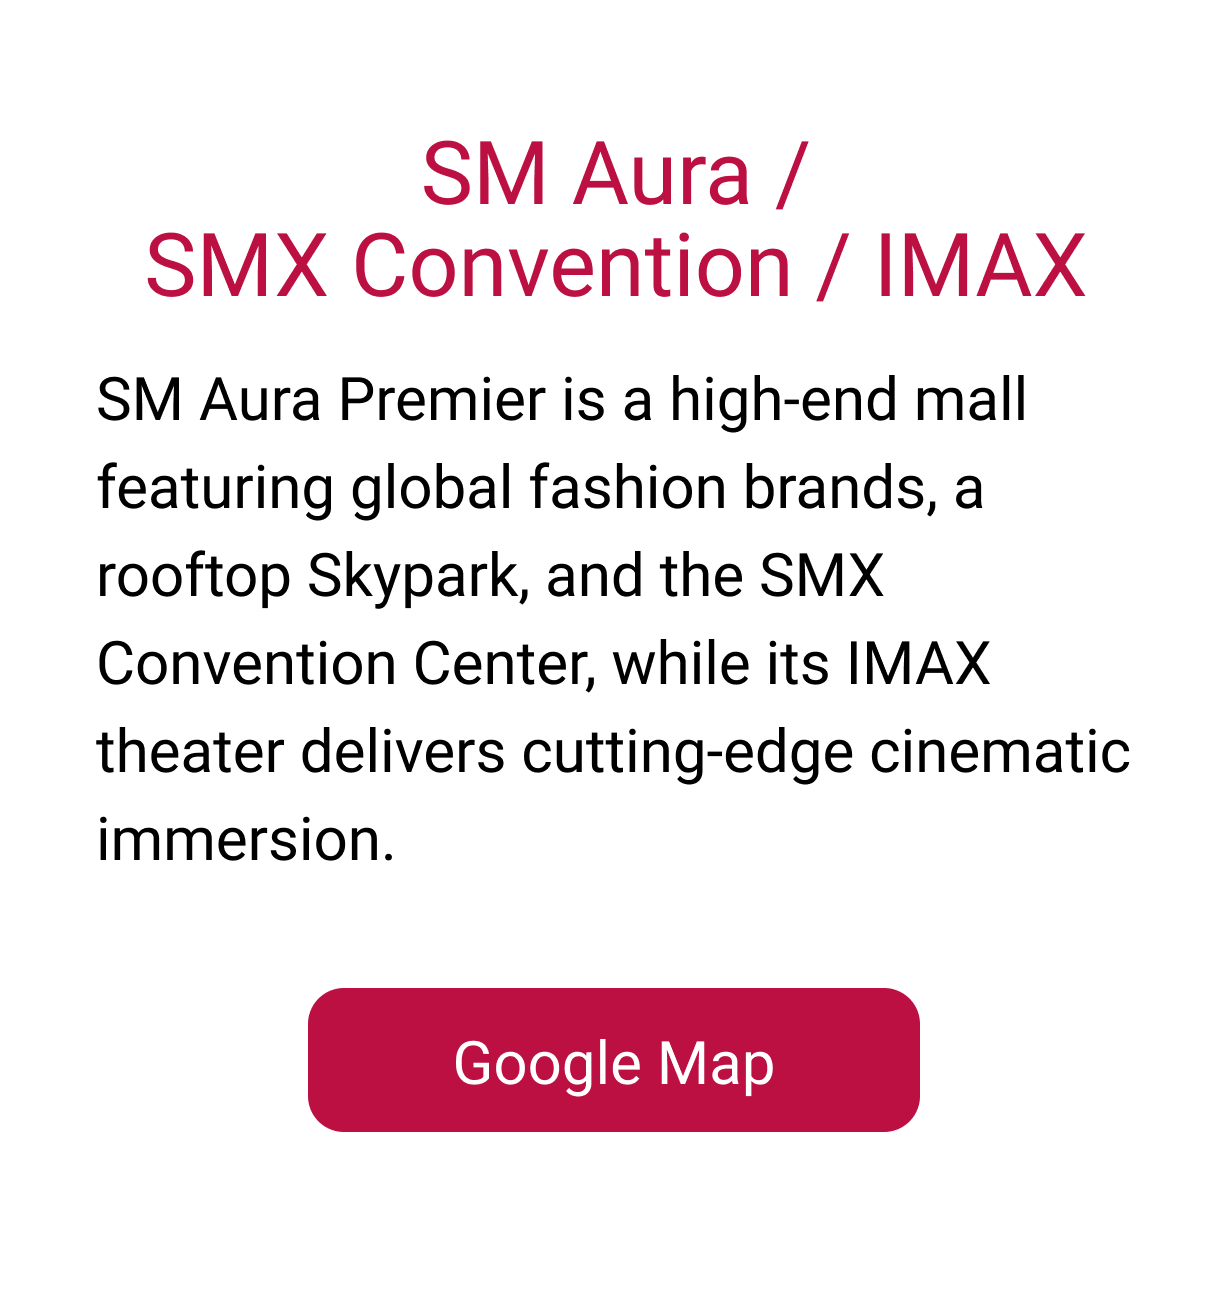 SM Aura /
SMX Convention / IMAX
SM Aura Premier is a high-end mall
featuring global fashion brands, a
rooftop Skypark, and the SMX
Convention Center, while its IMAX
theater delivers cutting-edge cinematic
immersion.
Google Map